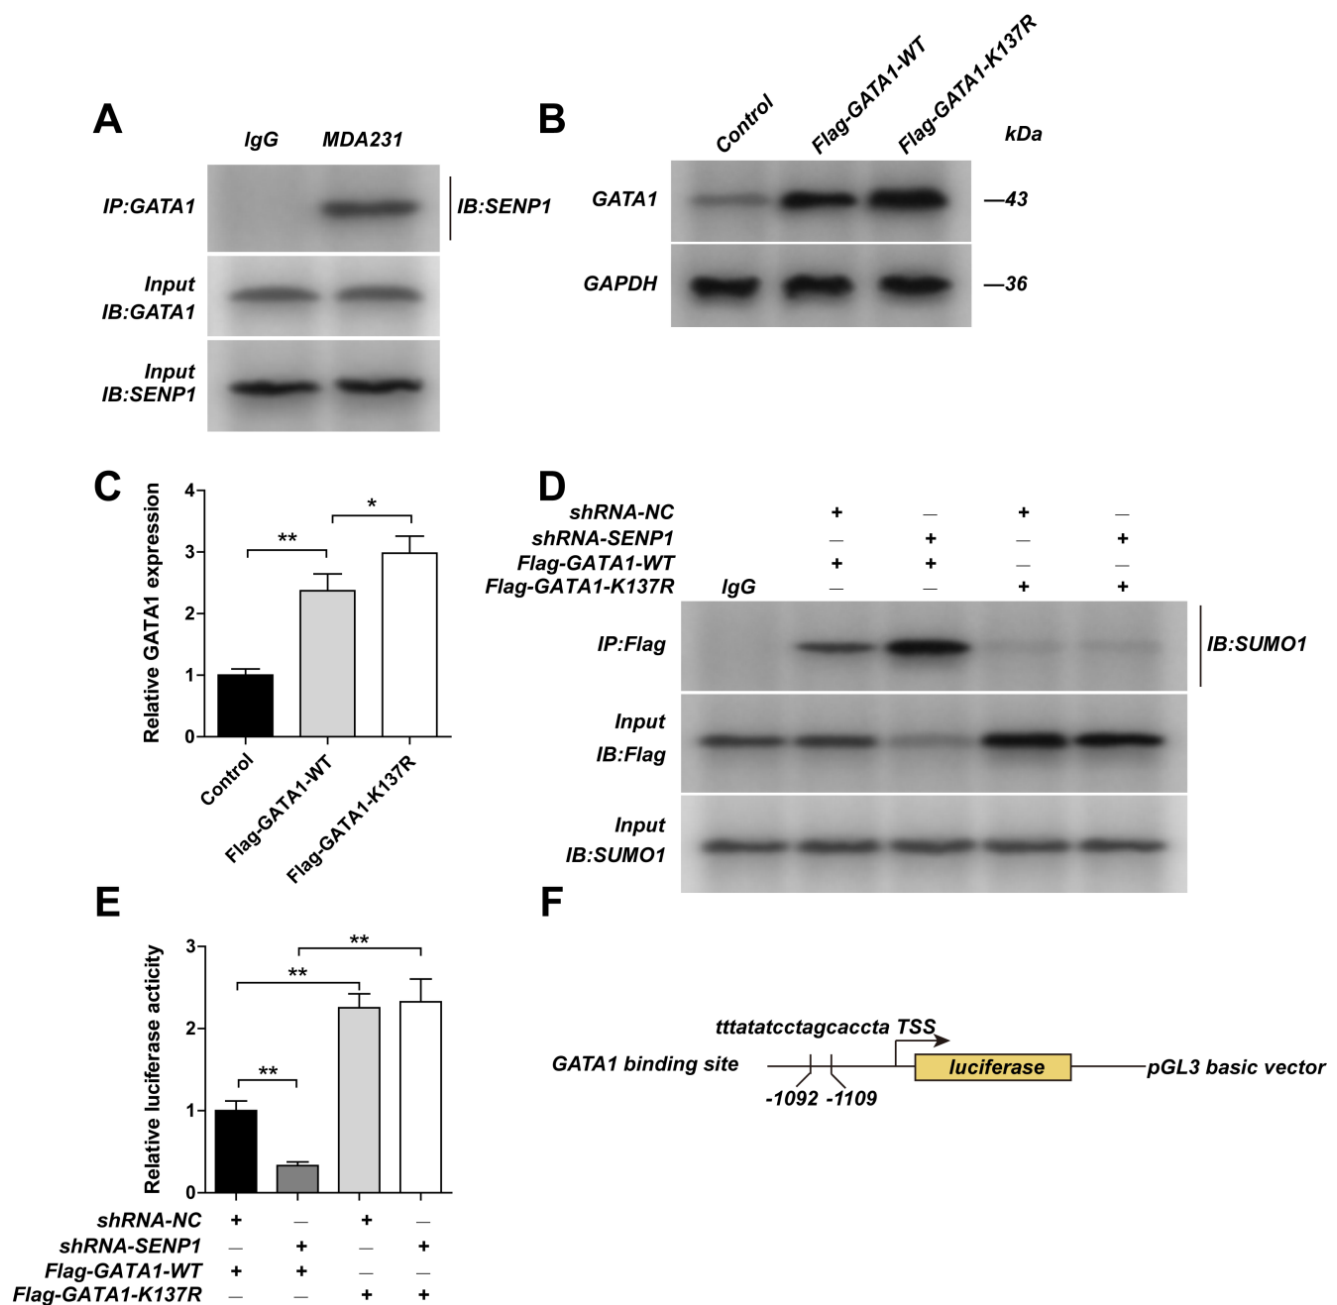 A
IgG MDA231
IP:GATA1 IB:SENP1
Input
IB:GATA1
Input
IB:SENP1
B
Control Flag-GATA1-WT Flag-GATA1-K137R kDa
GATA1 —43
GAPDH —36
C
Relative GATA1 expression
4
3
2
1
0
** *
Control Flag-GATA1-WT Flag-GATA1-K137R
D
shRNA-NC + — + —
shRNA-SENP1 — + — +
Flag-GATA1-WT + + — —
Flag-GATA1-K137R IgG — — + +
IP:Flag IB:SUMO1
Input
IB:Flag
Input
IB:SUMO1
E
Relative luciferase acticity
3
2
1
0
**
**
**
shRNA-NC + — + —
shRNA-SENP1 — + — +
Flag-GATA1-WT + + — —
Flag-GATA1-K137R — — + +
F
tttatatcctagcaccta TSS
GATA1 binding site luciferase pGL3 basic vector
-1092 -1109